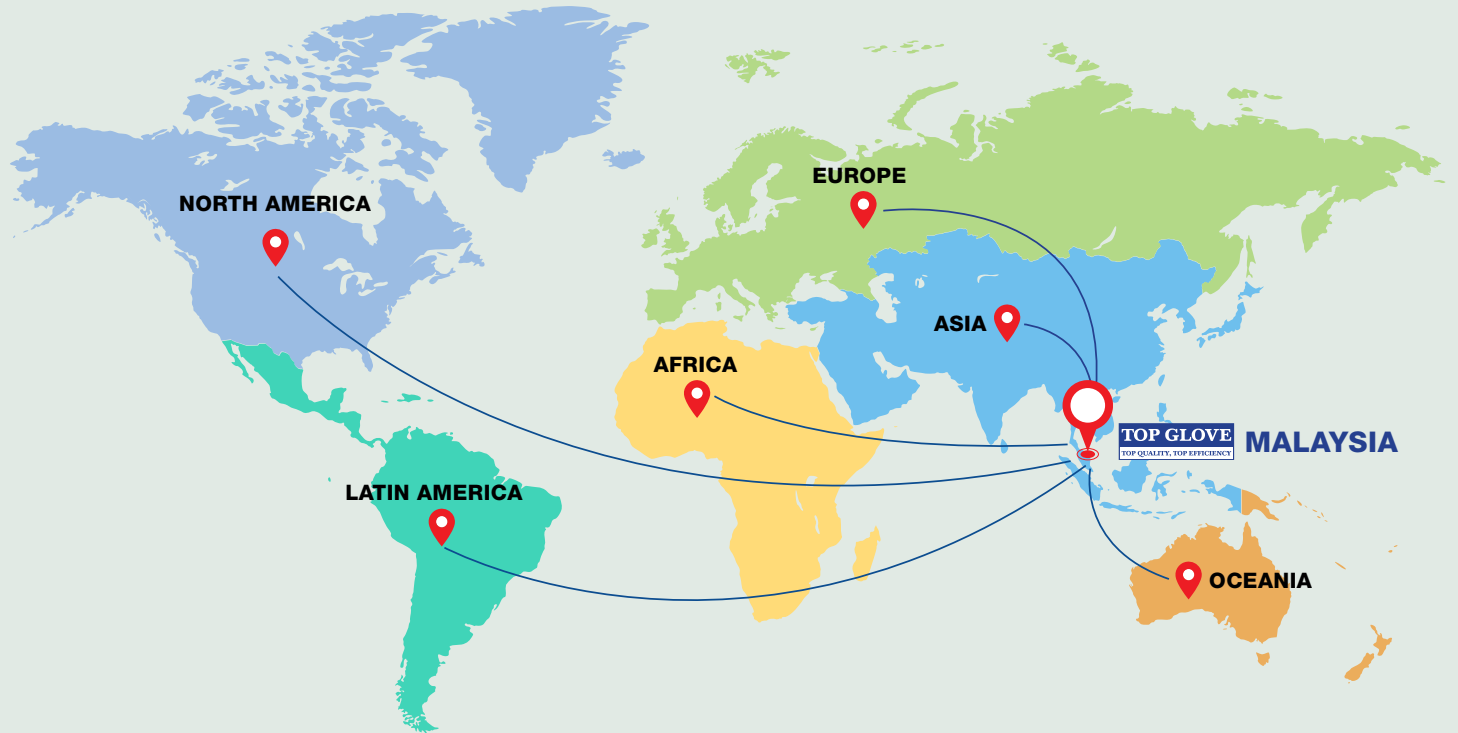 EUROPE
NORTH AMERICA
ASIA
AFRICA
TOP GLOVE
TOP QUALITY, TOP EFFICIENCY
MALAYSIA
LATIN AMERICA
OCEANIA